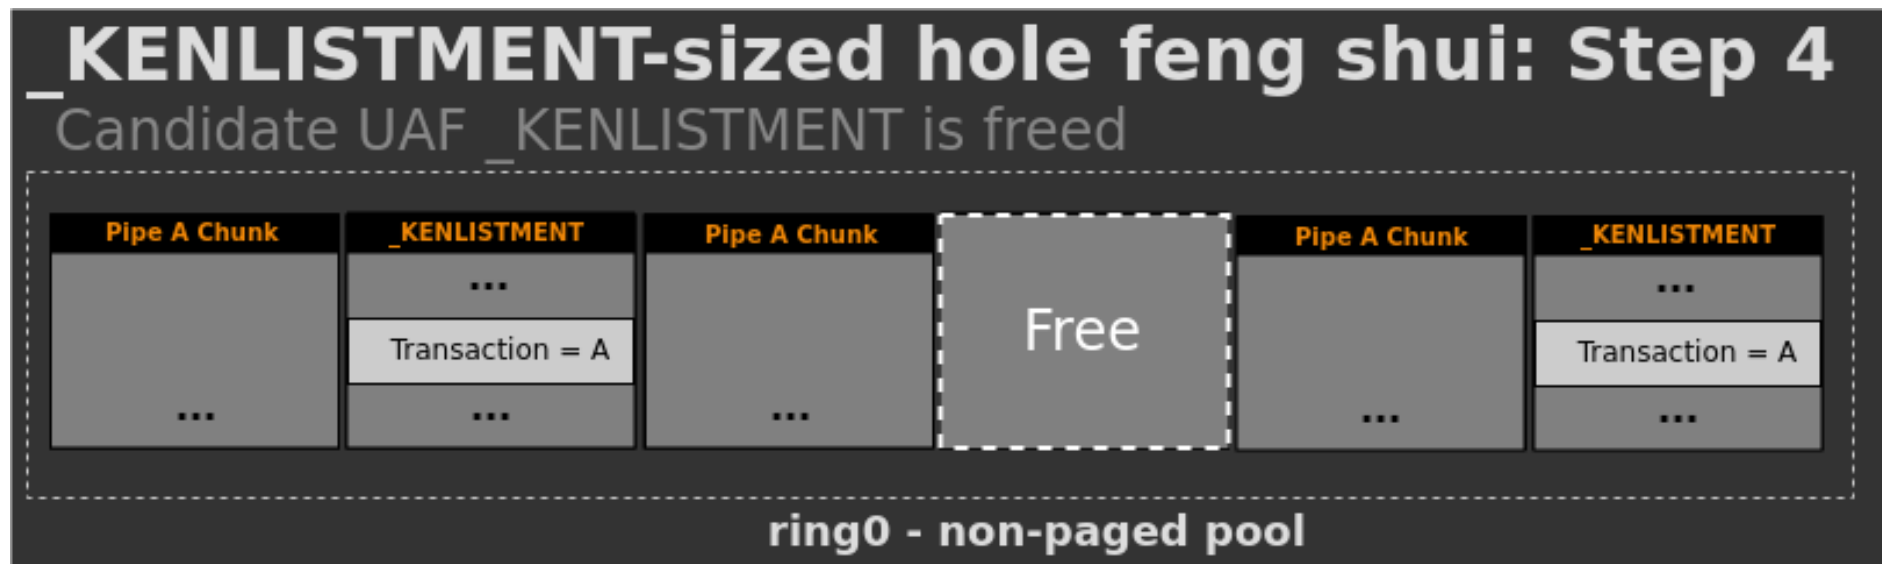 _KENLISTMENT-sized hole feng shui: Step 4
Candidate UAF _KENLISTMENT is freed
Pipe A Chunk
...
_KENLISTMENT
...
Transaction = A
...
Pipe A Chunk
...
Free
Pipe A Chunk
...
_KENLISTMENT
...
Transaction = A
...
ring0 - non-paged pool